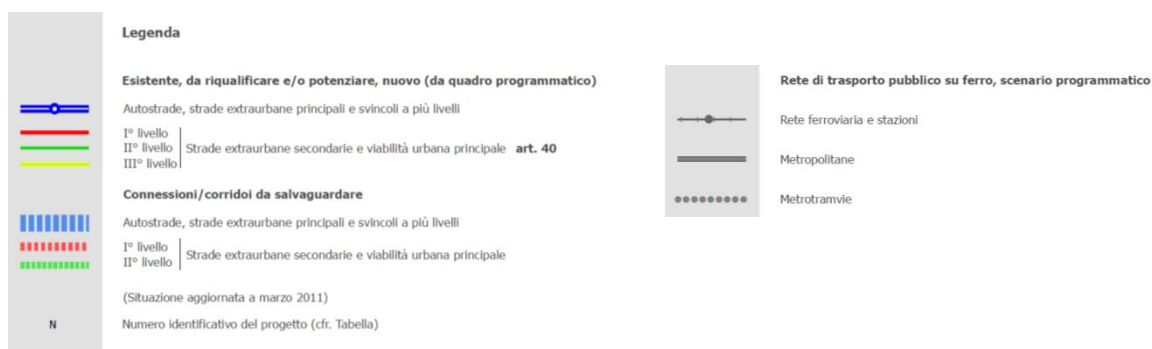 Legenda
Esistente, da riqualificare e/o potenziare, nuovo (da quadro programmatico)
Autostrade, strade extraurbane principali e svincoli a più livelli
I° livello
II° livello
III° livello
Strade extraurbane secondarie e viabilità urbana principale art. 40
Connessioni/corridoi da salvaguardare
Autostrade, strade extraurbane principali e svincoli a più livelli
I° livello
II° livello
Strade extraurbane secondarie e viabilità urbana principale
(Situazione aggiornata a marzo 2011)
N
Numero identificativo del progetto (cfr. Tabella)
Rete di trasporto pubblico su ferro, scenario programmatico
Rete ferroviaria e stazioni
Metropolitane
Metrotramvie